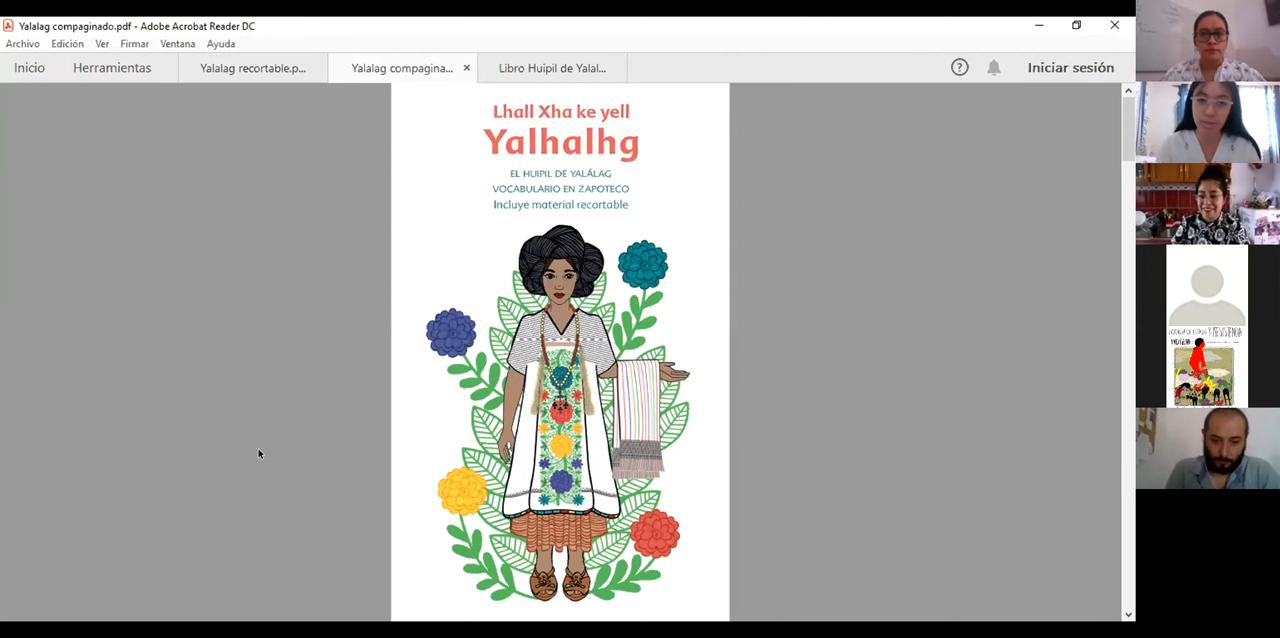 Yalalag compaginado.pdf - Adobe Acrobat Reader DC
Archivo Edición Ver Firmar Ventana Ayuda
Inicio Herramientas Yalalag recortable.p... Yalalag compagina... × Libro Huipil de Yalal... ? Iniciar sesión
Lhall Xha ke yell
Yalhalhg
EL HUIPIL DE YALÁLAG
VOCABULARIO EN ZAPOTECO
Incluye material recortable
Y RESISTENCIA